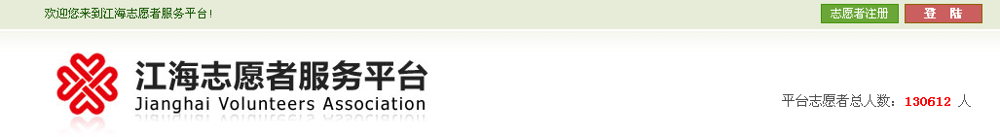 欢迎您来到江海志愿者服务平台!
志愿者注册
登 陆
江海志愿者服务平台
Jianghai Volunteers Association
平台志愿者总人数：130612 人